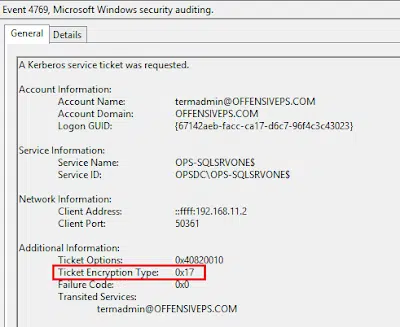 Event 4769, Microsoft Windows security auditing.
General Details
A Kerberos service ticket was requested.
Account Information:
Account Name: termadmin@OFFENSIVEPS.COM
Account Domain: OFFENSIVEPS.COM
Logon GUID: {67142aeb-facc-ca17-d6c7-96f4c3c43023}
Service Information:
Service Name: OPS-SQLSRVONE$
Service ID: OPSDC\OPS-SQLSRVONE$
Network Information:
Client Address: ::ffff:192.168.11.2
Client Port: 50361
Additional Information:
Ticket Options: 0x40820010
Ticket Encryption Type: 0x17
Failure Code: 0x0
Transited Services:
termadmin@OFFENSIVEPS.COM